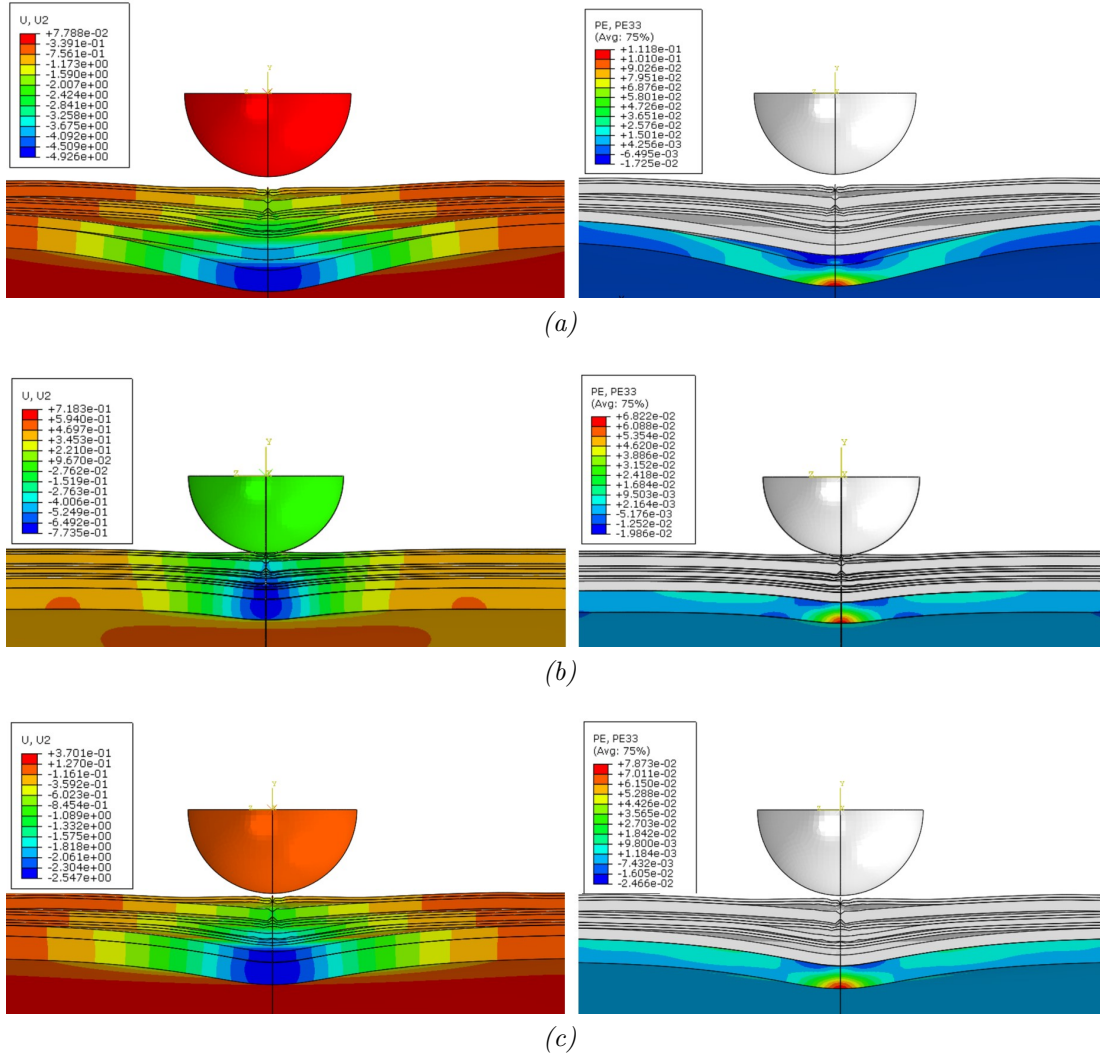 U, U2
+7.788e-02
-3.391e-01
-7.561e-01
-1.173e+00
-1.590e+00
-2.007e+00
-2.424e+00
-2.841e+00
-3.258e+00
-3.675e+00
-4.092e+00
-4.509e+00
-4.926e+00
Y
Z
PE, PE33
(Avg: 75%)
+1.118e-01
+1.010e-01
+9.026e-02
+7.951e-02
+6.876e-02
+5.801e-02
+4.726e-02
+3.651e-02
+2.576e-02
+1.501e-02
+4.256e-03
-6.495e-03
-1.725e-02
Y
Z
(a)
U, U2
+7.183e-01
+5.940e-01
+4.697e-01
+3.453e-01
+2.210e-01
+9.670e-02
-2.762e-02
-1.519e-01
-2.763e-01
-4.006e-01
-5.249e-01
-6.492e-01
-7.735e-01
Y
Z
PE, PE33
(Avg: 75%)
+6.822e-02
+6.088e-02
+5.354e-02
+4.620e-02
+3.886e-02
+3.152e-02
+2.418e-02
+1.684e-02
+9.503e-03
+2.164e-03
-5.176e-03
-1.252e-02
-1.986e-02
Y
Z
(b)
U, U2
+3.701e-01
+1.270e-01
-1.161e-01
-3.592e-01
-6.023e-01
-8.454e-01
-1.089e+00
-1.332e+00
-1.575e+00
-1.818e+00
-2.061e+00
-2.304e+00
-2.547e+00
Y
Z
PE, PE33
(Avg: 75%)
+7.873e-02
+7.011e-02
+6.150e-02
+5.288e-02
+4.426e-02
+3.565e-02
+2.703e-02
+1.842e-02
+9.800e-03
+1.184e-03
-7.432e-03
-1.605e-02
-2.466e-02
Y
Z
(c)